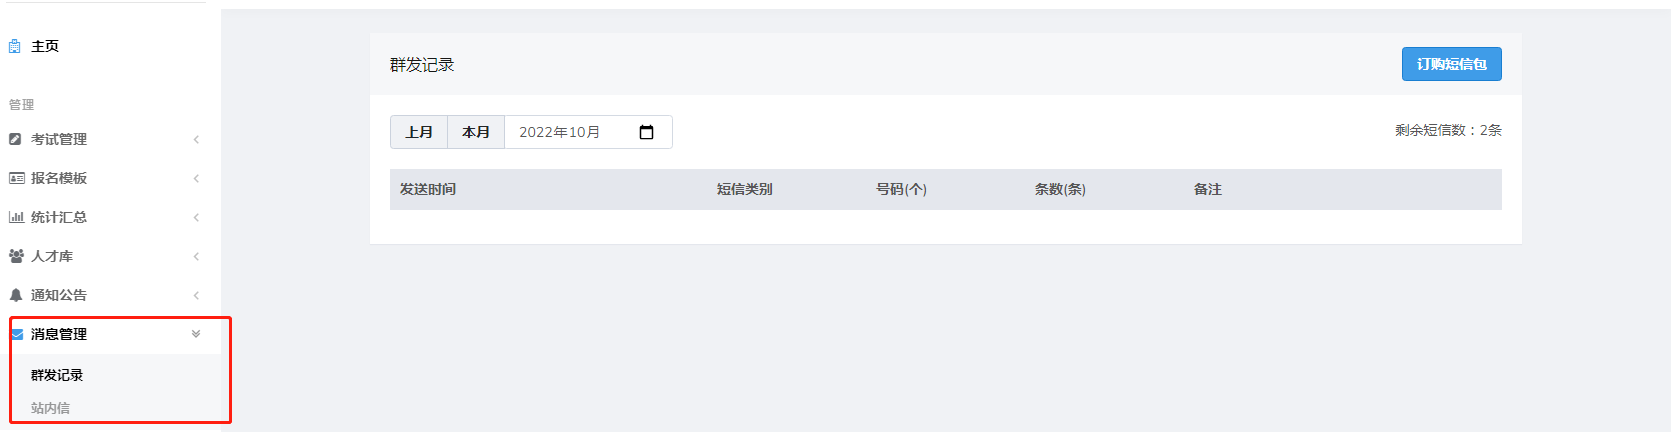 主页
管理
考试管理
报名模板
统计汇总
人才库
通知公告
消息管理
群发记录
站内信
群发记录
订购短信包
上月 本月 2022年10月
剩余短信数：2条
发送时间 短信类别 号码(个) 条数(条) 备注